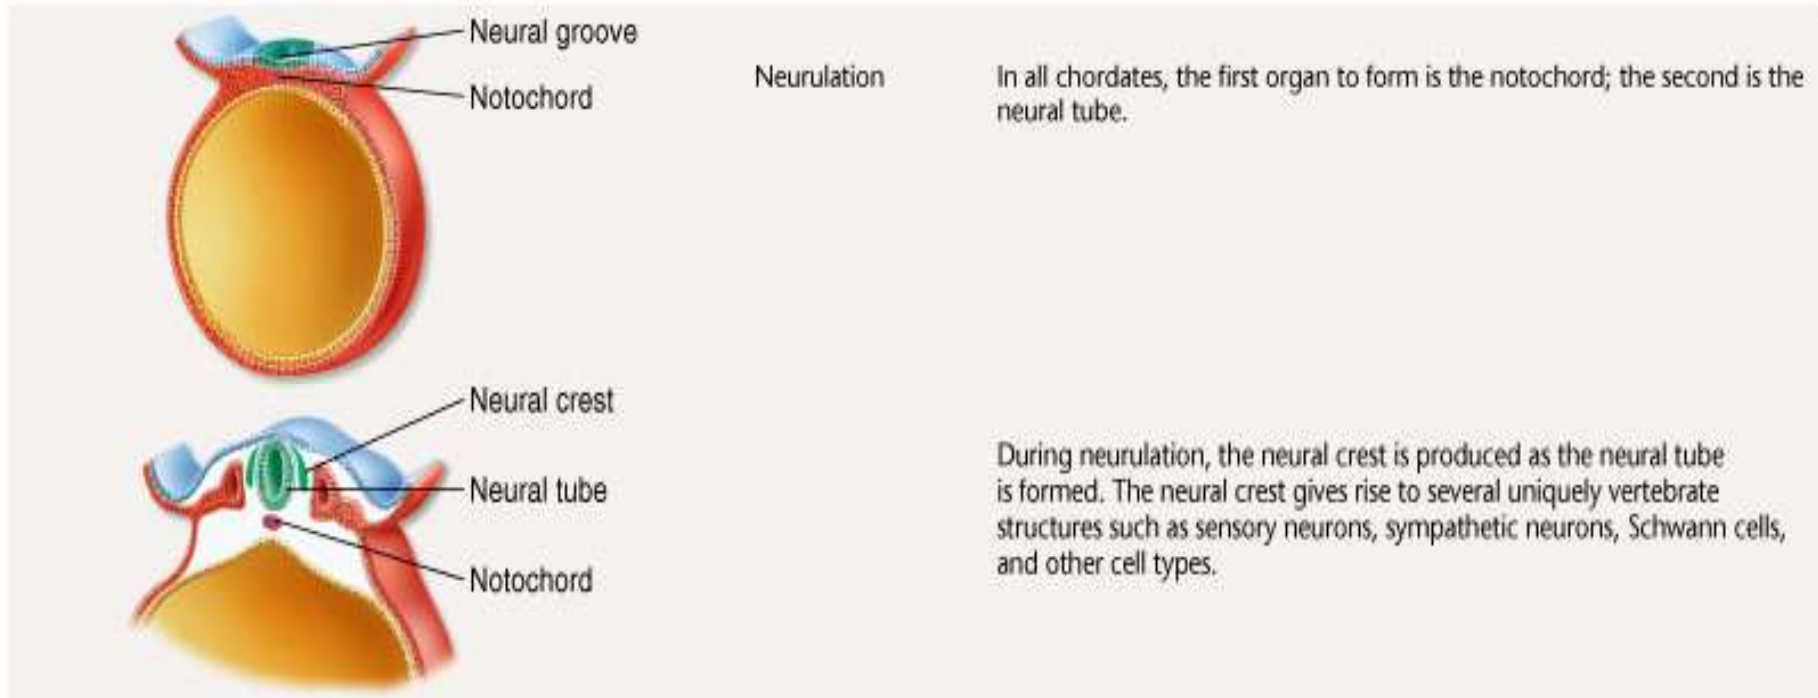 Neural groove
Notochord
Neurulation
In all chordates, the first organ to form is the notochord; the second is the
neural tube.
Neural crest
Neural tube
Notochord
During neurulation, the neural crest is produced as the neural tube
is formed. The neural crest gives rise to several uniquely vertebrate
structures such as sensory neurons, sympathetic neurons, Schwann cells,
and other cell types.